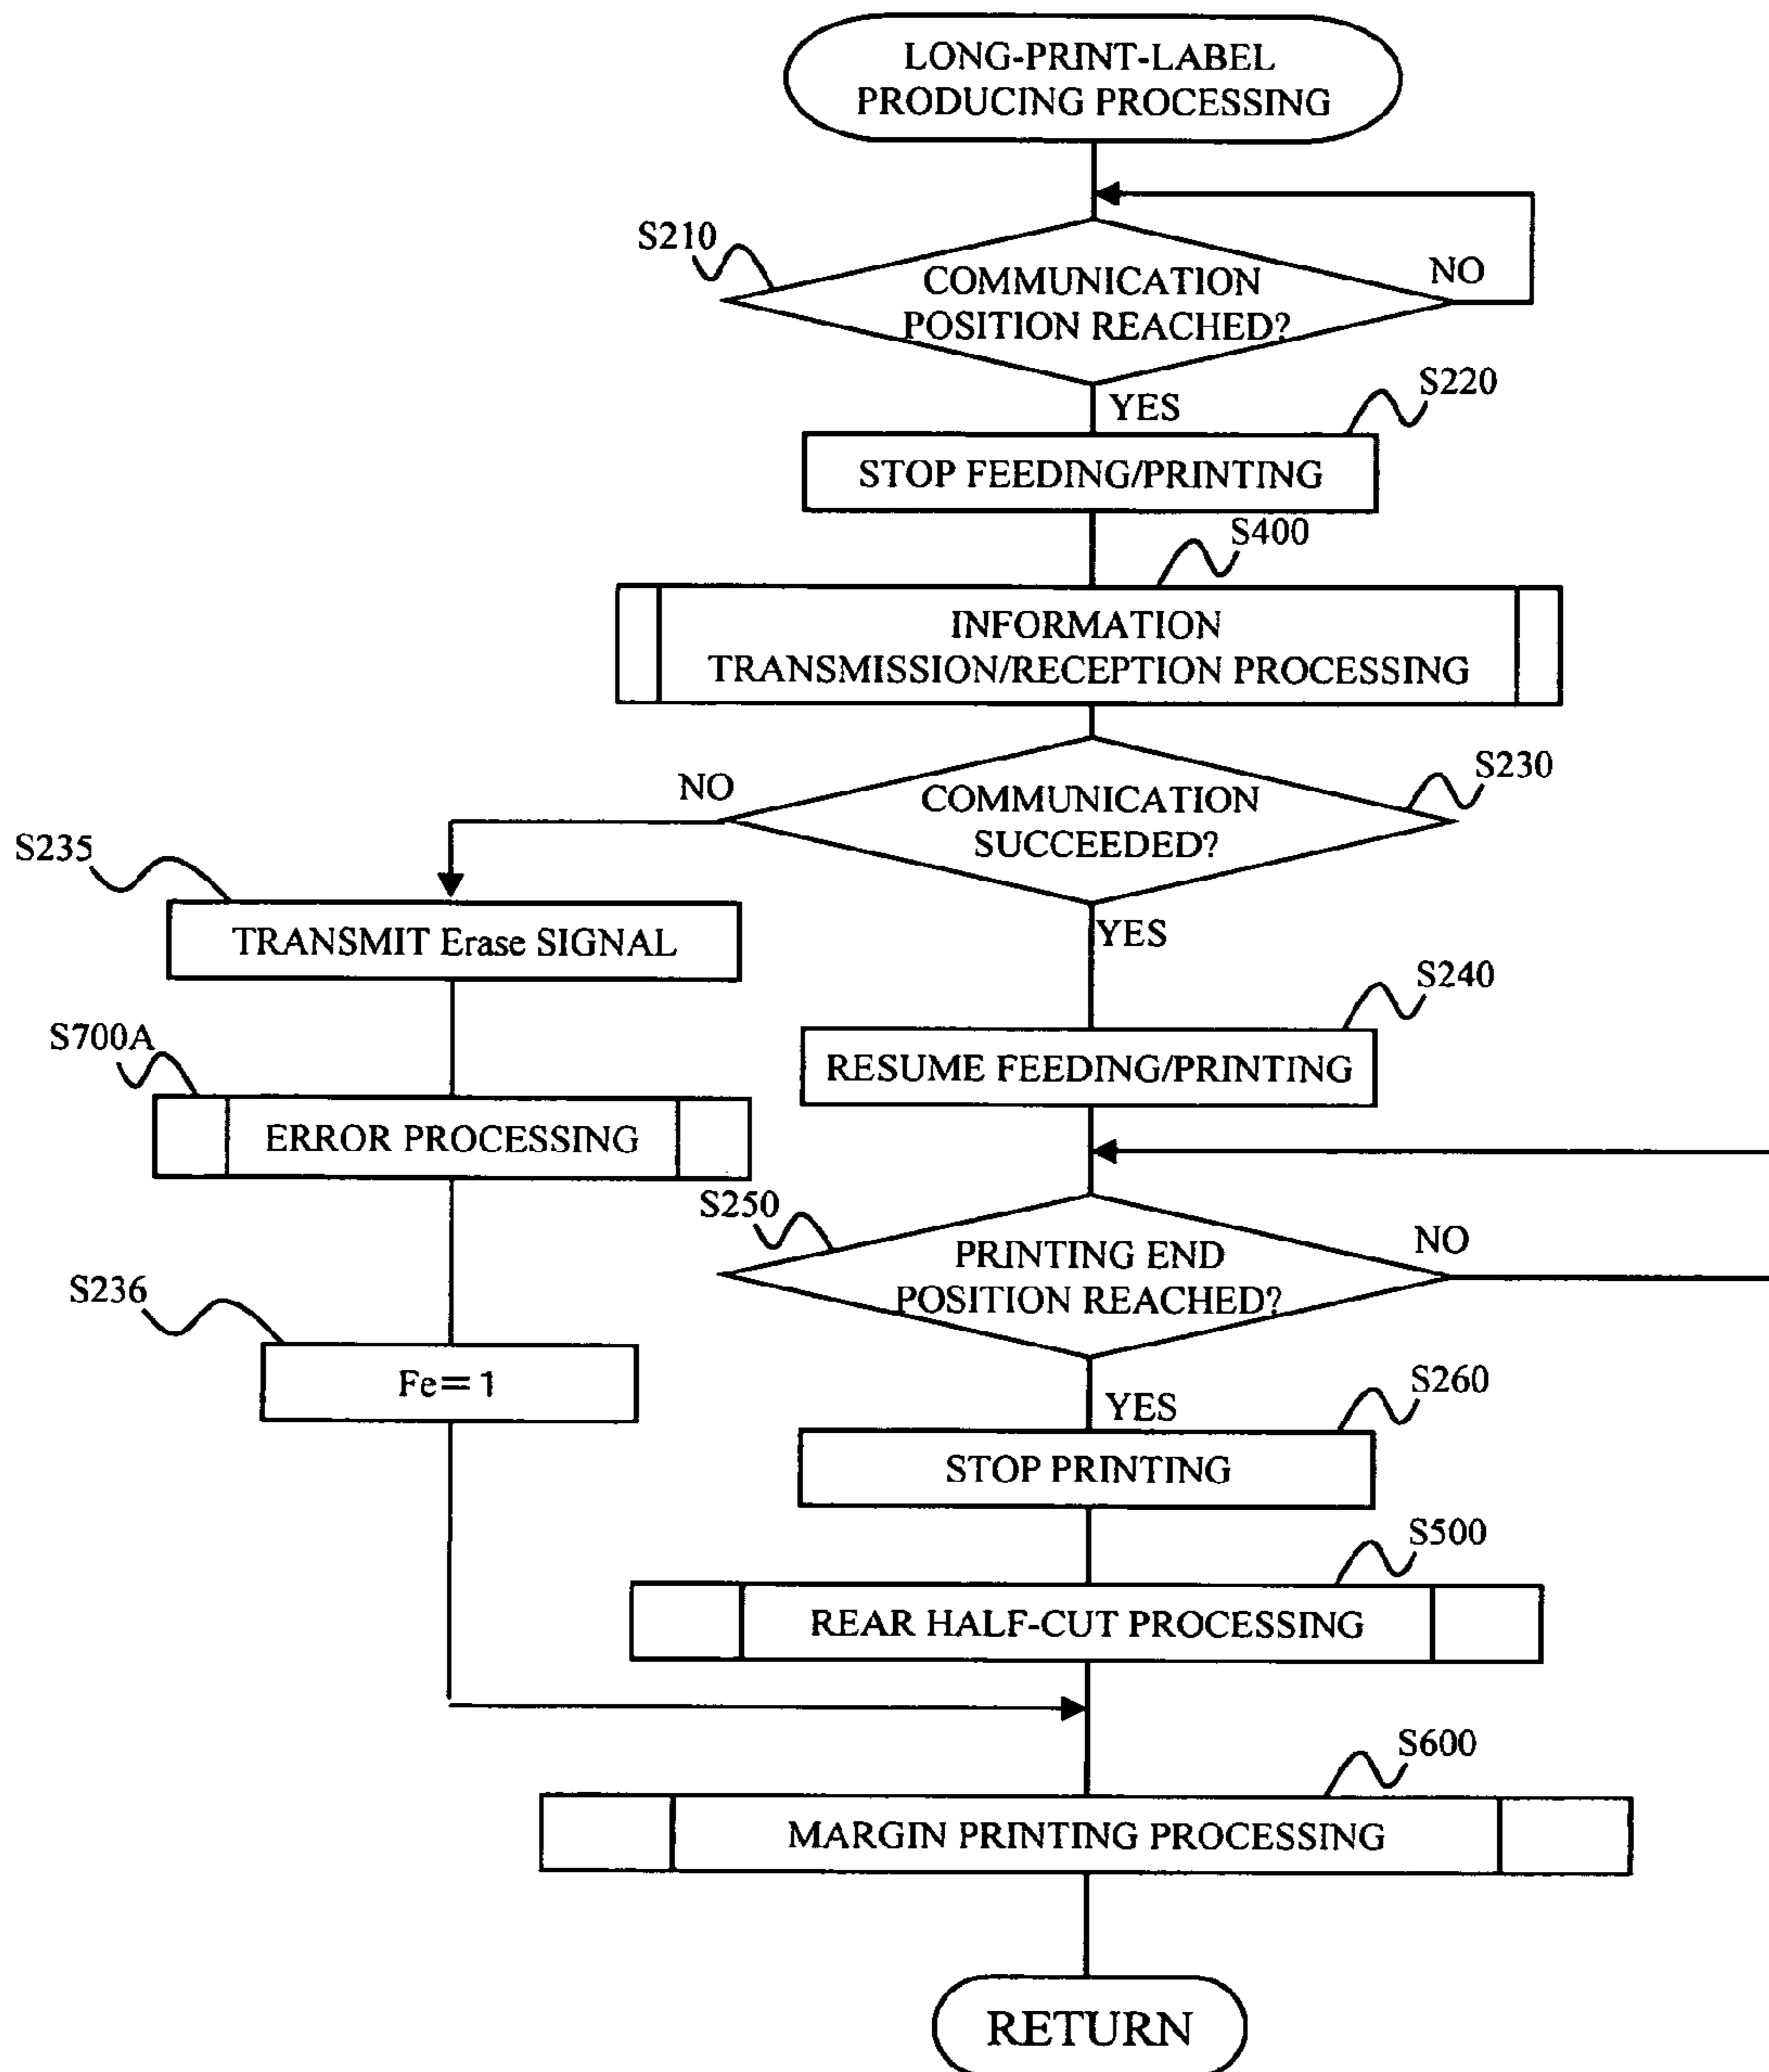 LONG-PRINT-LABEL
PRODUCING PROCESSING
S210
COMMUNICATION
POSITION REACHED?
NO
YES
S220
STOP FEEDING/PRINTING
S400
INFORMATION
TRANSMISSION/RECEPTION PROCESSING
S230
NO
COMMUNICATION
SUCCEEDED?
S235
TRANSMIT Erase SIGNAL
YES
S240
S700A
RESUME FEEDING/PRINTING
ERROR PROCESSING
S250
NO
PRINTING END
POSITION REACHED?
S236
Fe=1
YES
S260
STOP PRINTING
S500
REAR HALF-CUT PROCESSING
S600
MARGIN PRINTING PROCESSING
RETURN